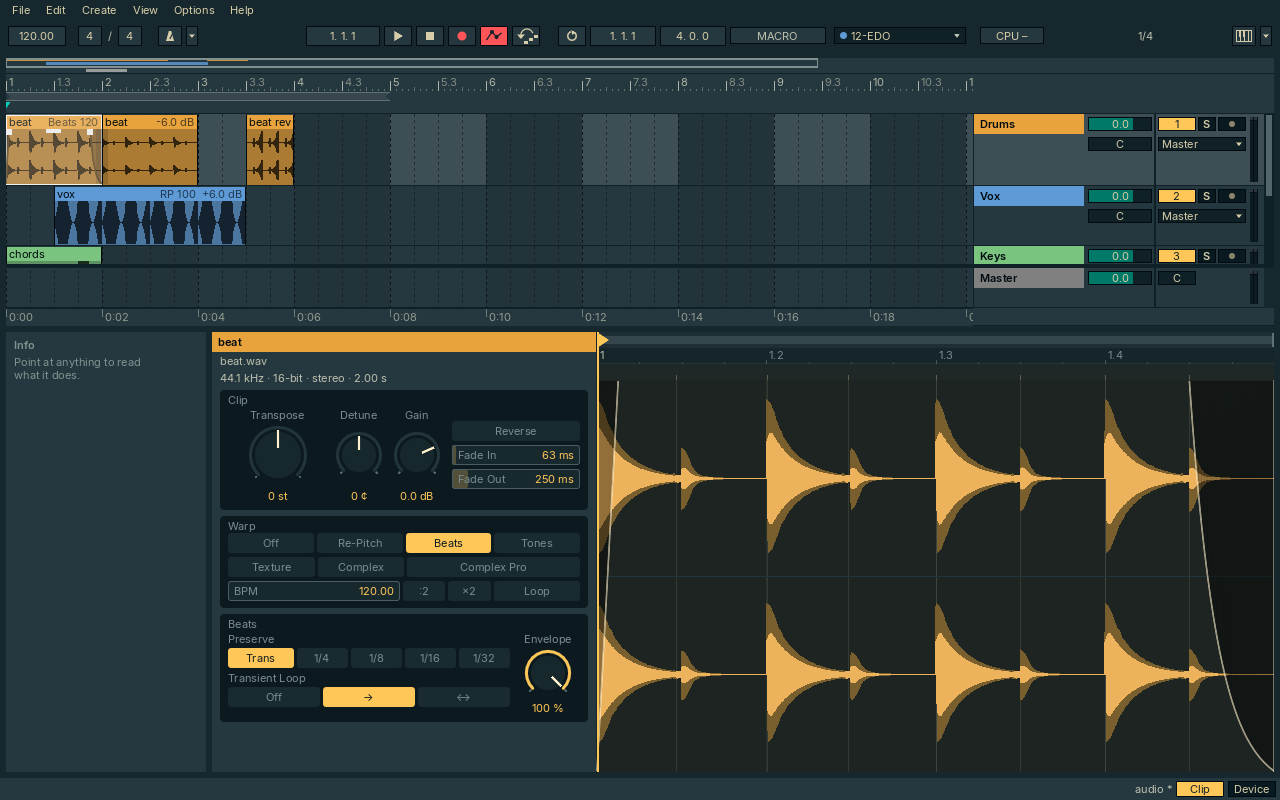 File Edit Create View Options Help
120.00 4 / 4 1. 1. 1 1. 1. 1 4. 0. 0 MACRO 12-EDO CPU – 1/4
1 1.3 2 2.3 3 3.3 4 4.3 5 5.3 6 6.3 7 7.3 8 8.3 9 9.3 10 10.3 1
beat Beats 120 beat -6.0 dB beat rev
Drums 0.0 1 S
C Master
vox RP 100 +6.0 dB
Vox 0.0 2 S
C Master
chords
Keys 0.0 3 S
Master 0.0 C
0:00 0:02 0:04 0:06 0:08 0:10 0:12 0:14 0:16 0:18
Info
Point at anything to read
what it does.
beat
beat.wav
44.1 kHz · 16-bit · stereo · 2.00 s
Clip
Transpose Detune Gain
Reverse
Fade In 63 ms
Fade Out 250 ms
0 st 0 ¢ 0.0 dB
Warp
Off Re-Pitch Beats Tones
Texture Complex Complex Pro
BPM 120.00 :2 ×2 Loop
Beats
Preserve Envelope
Trans 1/4 1/8 1/16 1/32
Transient Loop
Off → ↔
100 %
1 1.2 1.3 1.4
audio * Clip Device